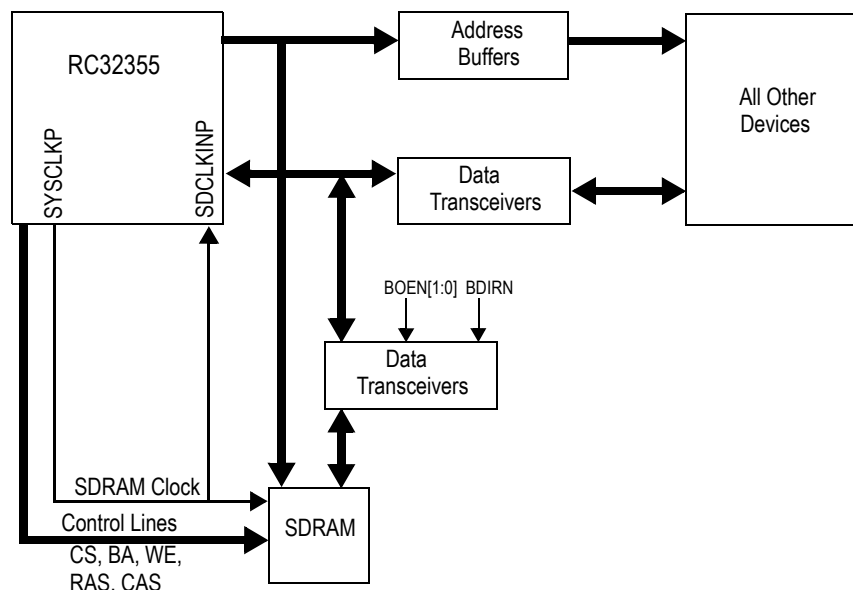 RC32355
SYSCLKP
SDCLKINP
Address
Buffers
All Other
Devices
Data
Transceivers
BOEN[1:0] BDIRN
Data
Transceivers
SDRAM Clock
Control Lines
CS, BA, WE,
RAS, CAS
SDRAM